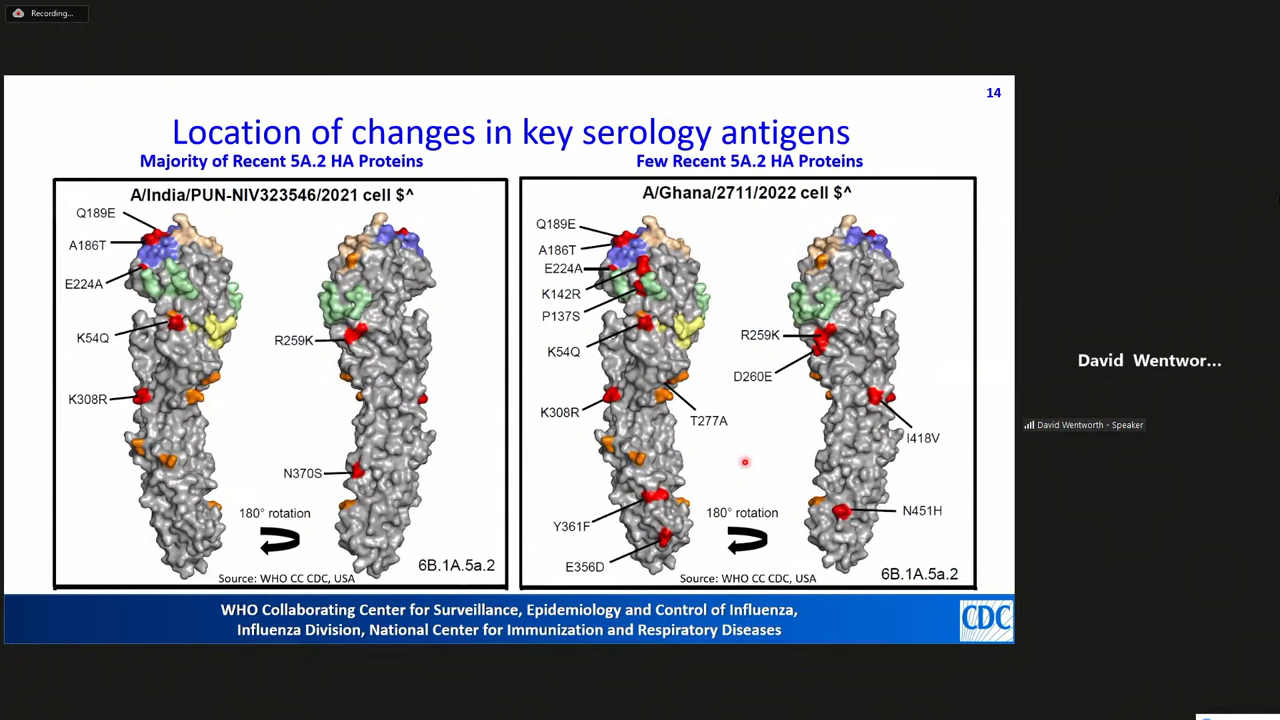 Recording...
14
Location of changes in key serology antigens
Majority of Recent 5A.2 HA Proteins
Few Recent 5A.2 HA Proteins
A/India/PUN-NIV323546/2021 cell $^
Q189E
A186T
E224A
K54Q
K308R
R259K
N370S
180° rotation
6B.1A.5a.2
Source: WHO CC CDC, USA
A/Ghana/2711/2022 cell $^
Q189E
A186T
E224A
K142R
P137S
K54Q
K308R
T277A
Y361F
E356D
R259K
D260E
I418V
N451H
180° rotation
6B.1A.5a.2
Source: WHO CC CDC, USA
WHO Collaborating Center for Surveillance, Epidemiology and Control of Influenza,
Influenza Division, National Center for Immunization and Respiratory Diseases
CDC
David Wentwor...
David Wentworth - Speaker